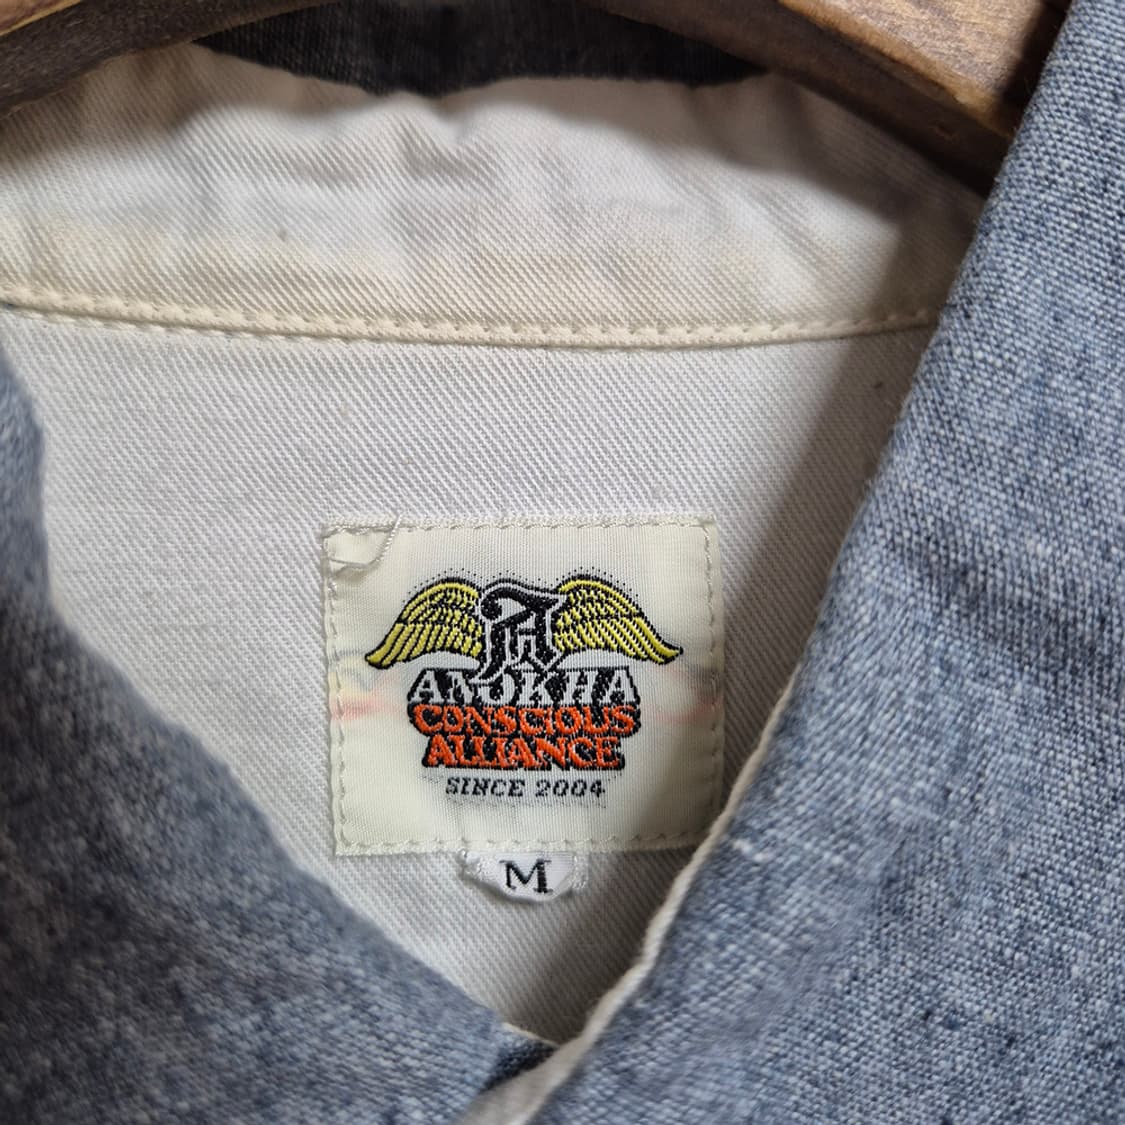 A
ANOKHA
CONSCIOUS
ALLIANCE
SINCE 2004
M